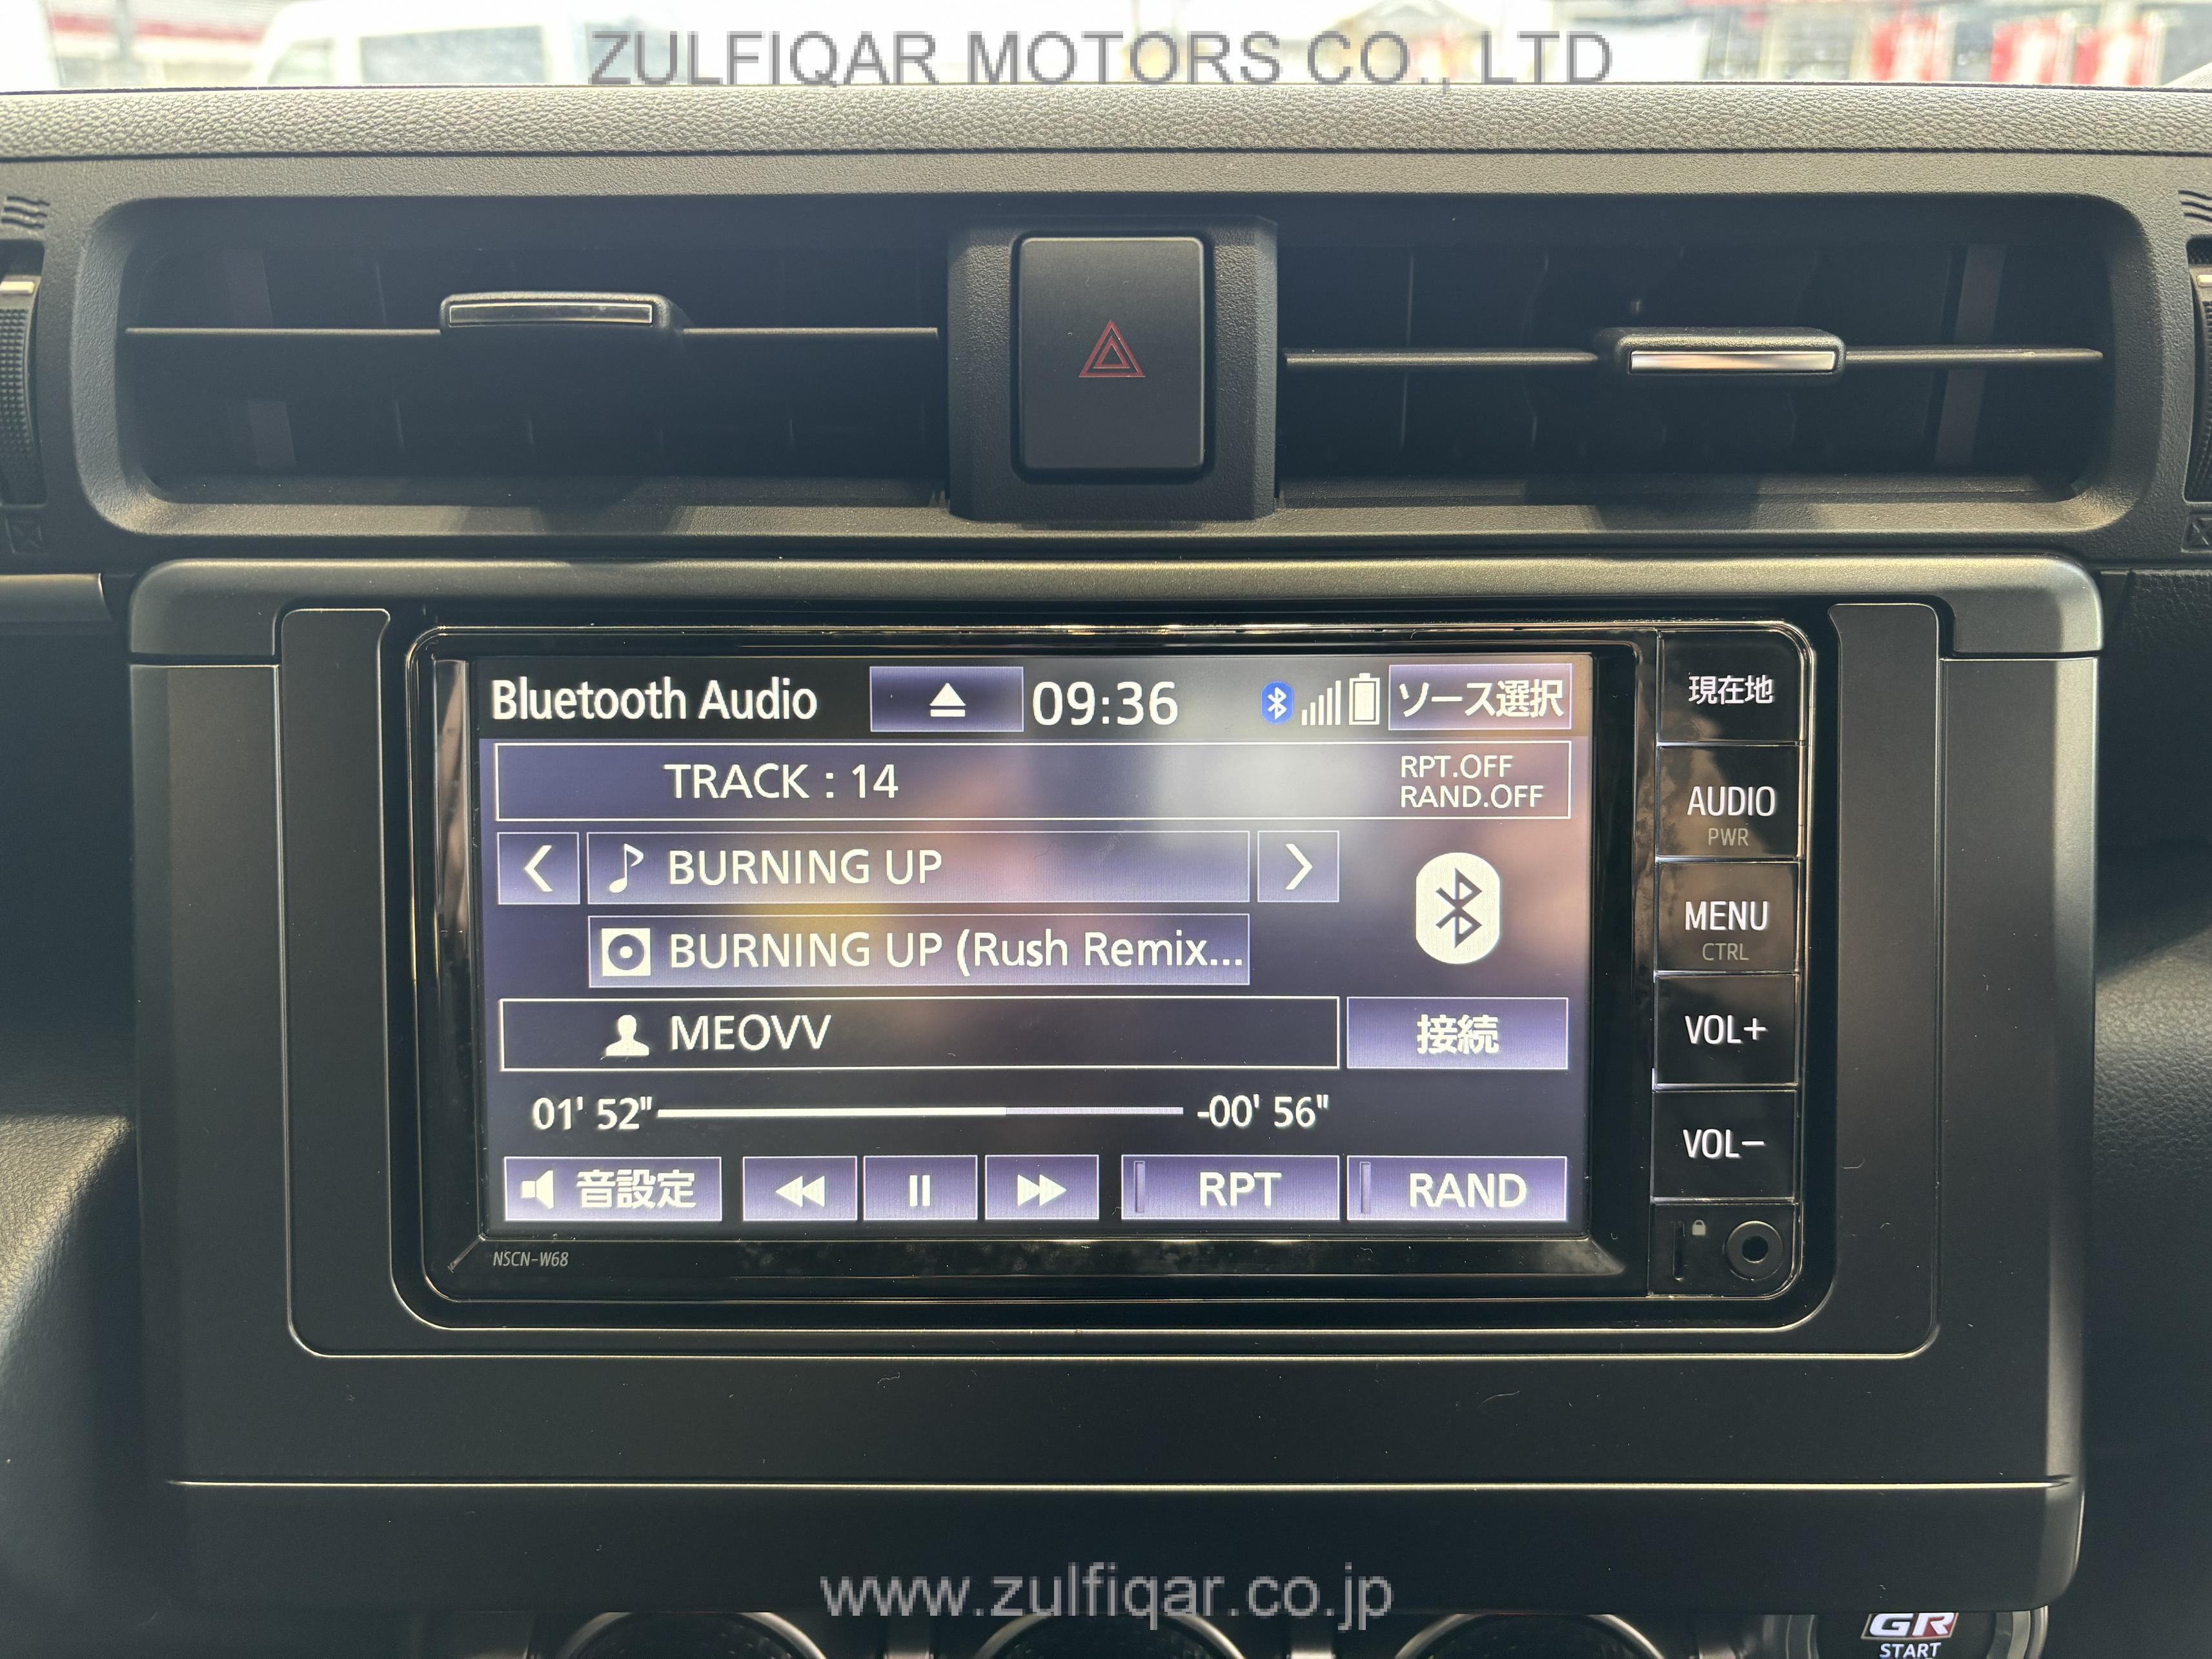 ZULFIQAR MOTORS CO., LTD
Bluetooth Audio 09:36 ソース選択
TRACK : 14
RPT.OFF
RAND.OFF
BURNING UP
BURNING UP (Rush Remix...
MEOVV
接続
01' 52" -00' 56"
音設定 RPT RAND
NSCN-W68
現在地
AUDIO
PWR
MENU
CTRL
VOL+
VOL−
www.zulfiqar.co.jp
GR
START